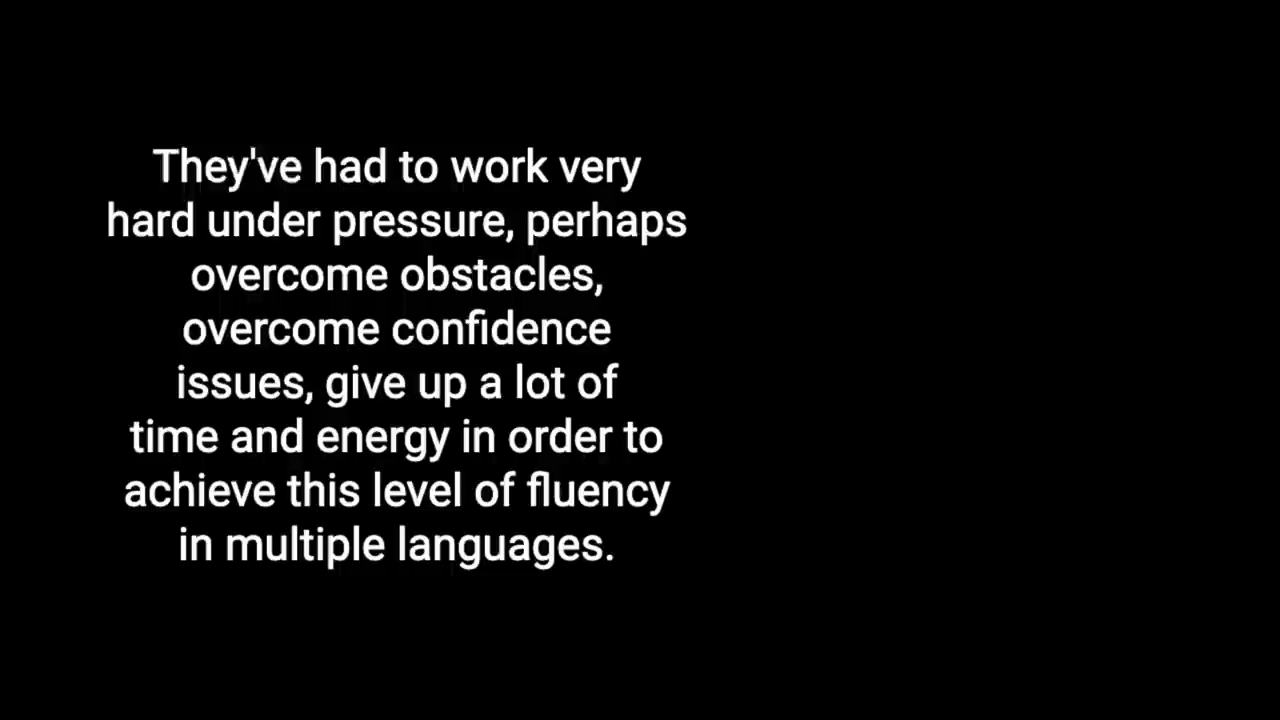 They've had to work very
hard under pressure, perhaps
overcome obstacles,
overcome confidence
issues, give up a lot of
time and energy in order to
achieve this level of fluency
in multiple languages.